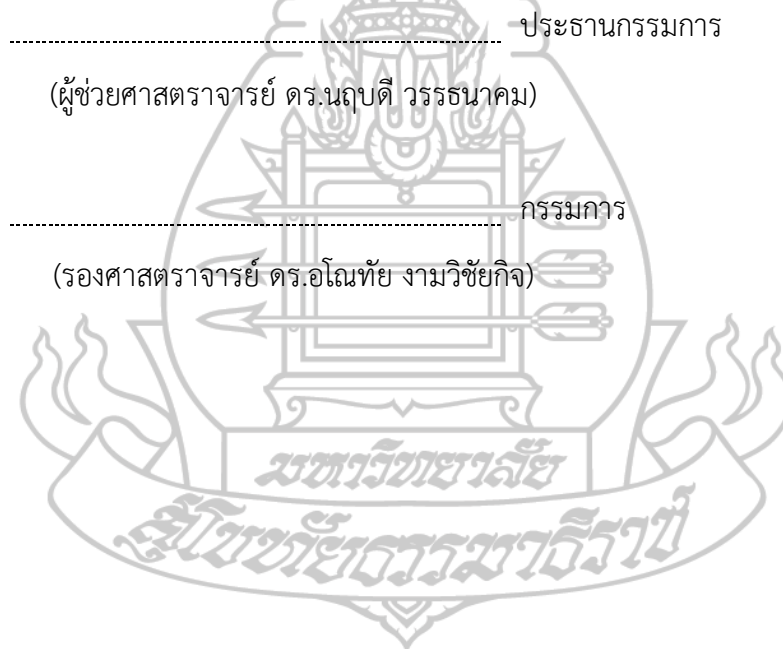 ประธานกรรมการ
(ผู้ช่วยศาสตราจารย์ ดร.นฤบดี วรรธนาคม)
กรรมการ
(รองศาสตราจารย์ ดร.อโณทัย งามวิชัยกิจ)
มหาวิทยาลัย
สุโขทัยธรรมาธิราช